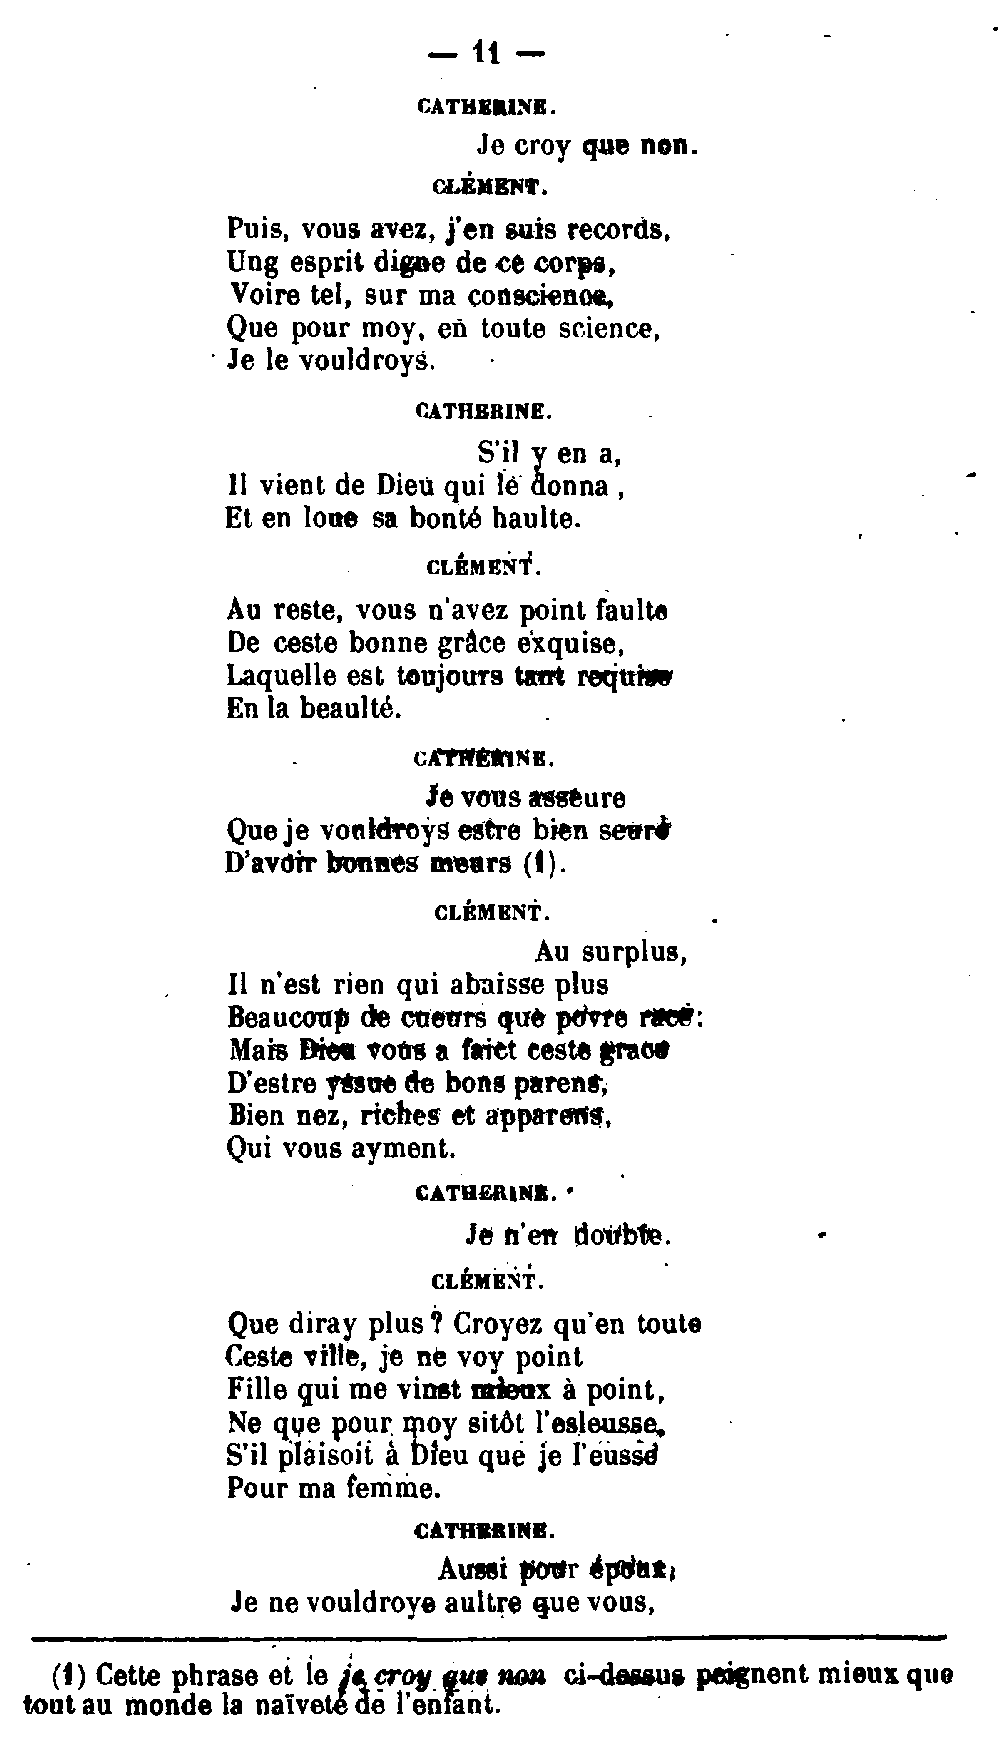 — 11 —
CATHERINE.
Je croy que non.
CLÉMENT.
Puis, vous avez, j'en suis records,
Ung esprit digne de ce corps,
Voire tel, sur ma conscience,
Que pour moy, en toute science,
Je le vouldroys.
CATHERINE.
S'il y en a,
Il vient de Dieu qui le donna,
Et en loue sa bonté haulte.
CLÉMENT.
Au reste, vous n'avez point faulte
De ceste bonne grâce exquise,
Laquelle est toujours tant requise
En la beaulté.
CATHERINE.
Je vous asseure
Que je vouldroys estre bien seure
D'avoir bonnes meurs (1).
CLÉMENT.
Au surplus,
Il n'est rien qui abaisse plus
Beaucoup de cueurs que povre race:
Mais Dieu vous a faict ceste grace
D'estre yssue de bons parens,
Bien nez, riches et apparens,
Qui vous ayment.
CATHERINE.
Je n'en doubte.
CLÉMENT.
Que diray plus? Croyez qu'en toute
Ceste ville, je ne voy point
Fille qui me vinst mieux à point,
Ne que pour moy sitôt l'esleusse,
S'il plaisoit à Dieu que je l'eusse
Pour ma femme.
CATHERINE.
Aussi pour époux,
Je ne vouldroye aultre que vous,
(1) Cette phrase et le je croy que non ci-dessus peignent mieux que
tout au monde la naïveté de l'enfant.